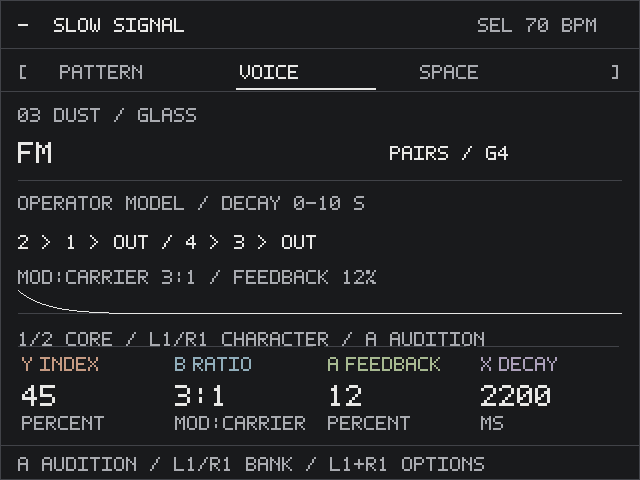 — SLOW SIGNAL SEL 70 BPM
[ PATTERN VOICE SPACE ]
03 DUST / GLASS
FM PAIRS / G4
OPERATOR MODEL / DECAY 0-10 S
2 > 1 > OUT / 4 > 3 > OUT
MOD:CARRIER 3:1 / FEEDBACK 12%
1/2 CORE / L1/R1 CHARACTER / A AUDITION
Y INDEX B RATIO A FEEDBACK X DECAY
45 3:1 12 2200
PERCENT MOD:CARRIER PERCENT MS
A AUDITION / L1/R1 BANK / L1+R1 OPTIONS